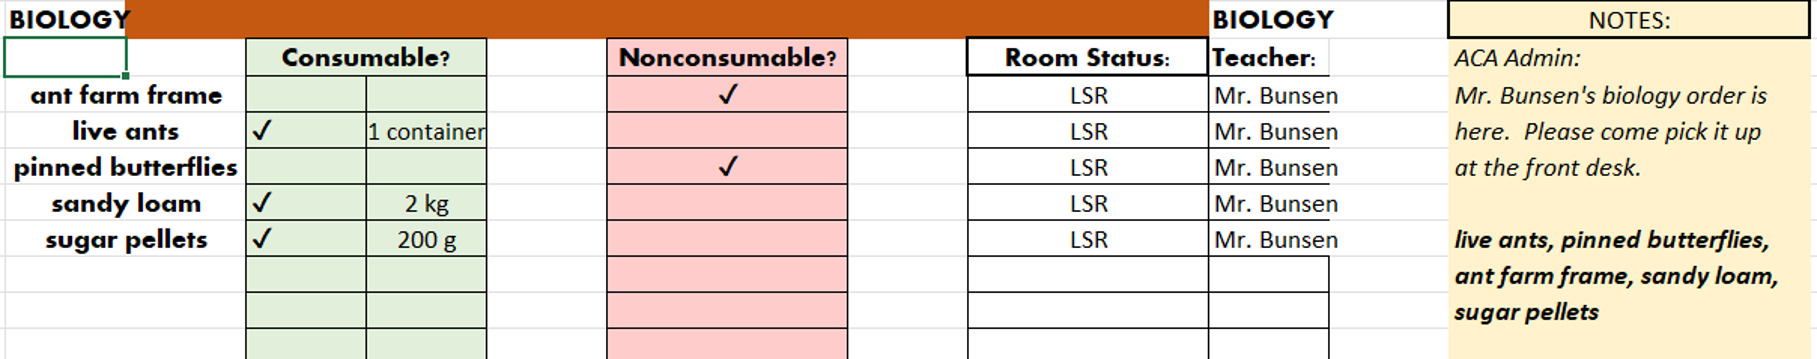 BIOLOGY BIOLOGY NOTES:
Consumable? Nonconsumable? Room Status: Teacher: ACA Admin:
ant farm frame ✓ LSR Mr. Bunsen Mr. Bunsen's biology order is
live ants ✓ 1 container LSR Mr. Bunsen here. Please come pick it up
pinned butterflies ✓ LSR Mr. Bunsen at the front desk.
sandy loam ✓ 2 kg LSR Mr. Bunsen
sugar pellets ✓ 200 g LSR Mr. Bunsen live ants, pinned butterflies,
ant farm frame, sandy loam,
sugar pellets